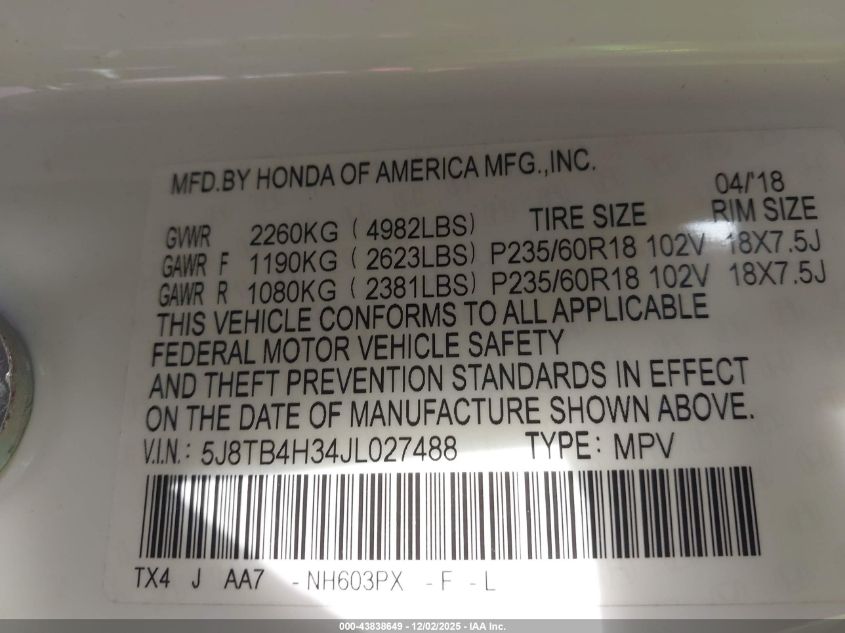 MFD.BY HONDA OF AMERICA MFG.,INC.
04/'18
GVWR 2260KG ( 4982LBS) TIRE SIZE RIM SIZE
GAWR F 1190KG ( 2623LBS) P235/60R18 102V 18X7.5J
GAWR R 1080KG ( 2381LBS) P235/60R18 102V 18X7.5J
THIS VEHICLE CONFORMS TO ALL APPLICABLE
FEDERAL MOTOR VEHICLE SAFETY
AND THEFT PREVENTION STANDARDS IN EFFECT
ON THE DATE OF MANUFACTURE SHOWN ABOVE.
V.I.N.: 5J8TB4H34JL027488 TYPE: MPV
TX4 J AA7 - NH603PX - F - L
000-43838649 - 12/02/2025 - IAA Inc.